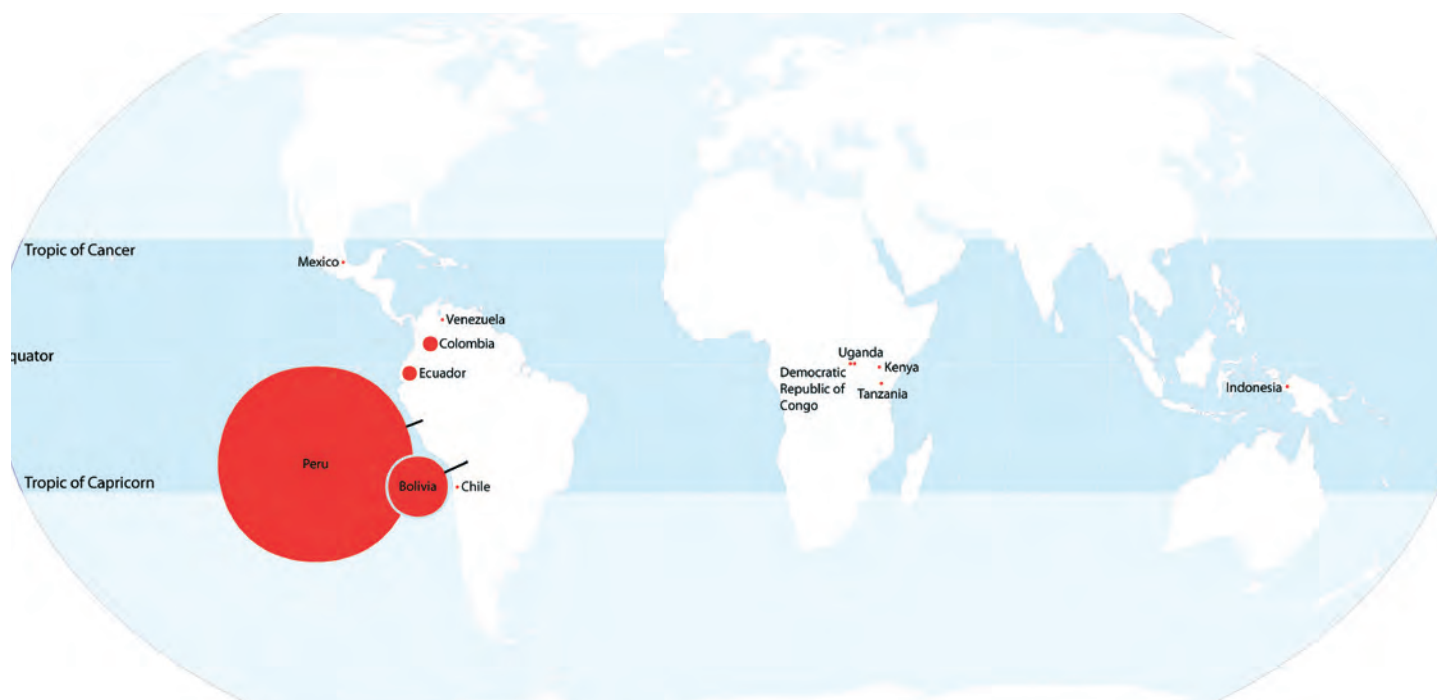 Tropic of Cancer
Mexico
Venezuela
Colombia
quator
Ecuador
Uganda
Democratic
Republic of
Congo
Kenya
Tanzania
Indonesia
Peru
Tropic of Capricorn
Bolivia
Chile